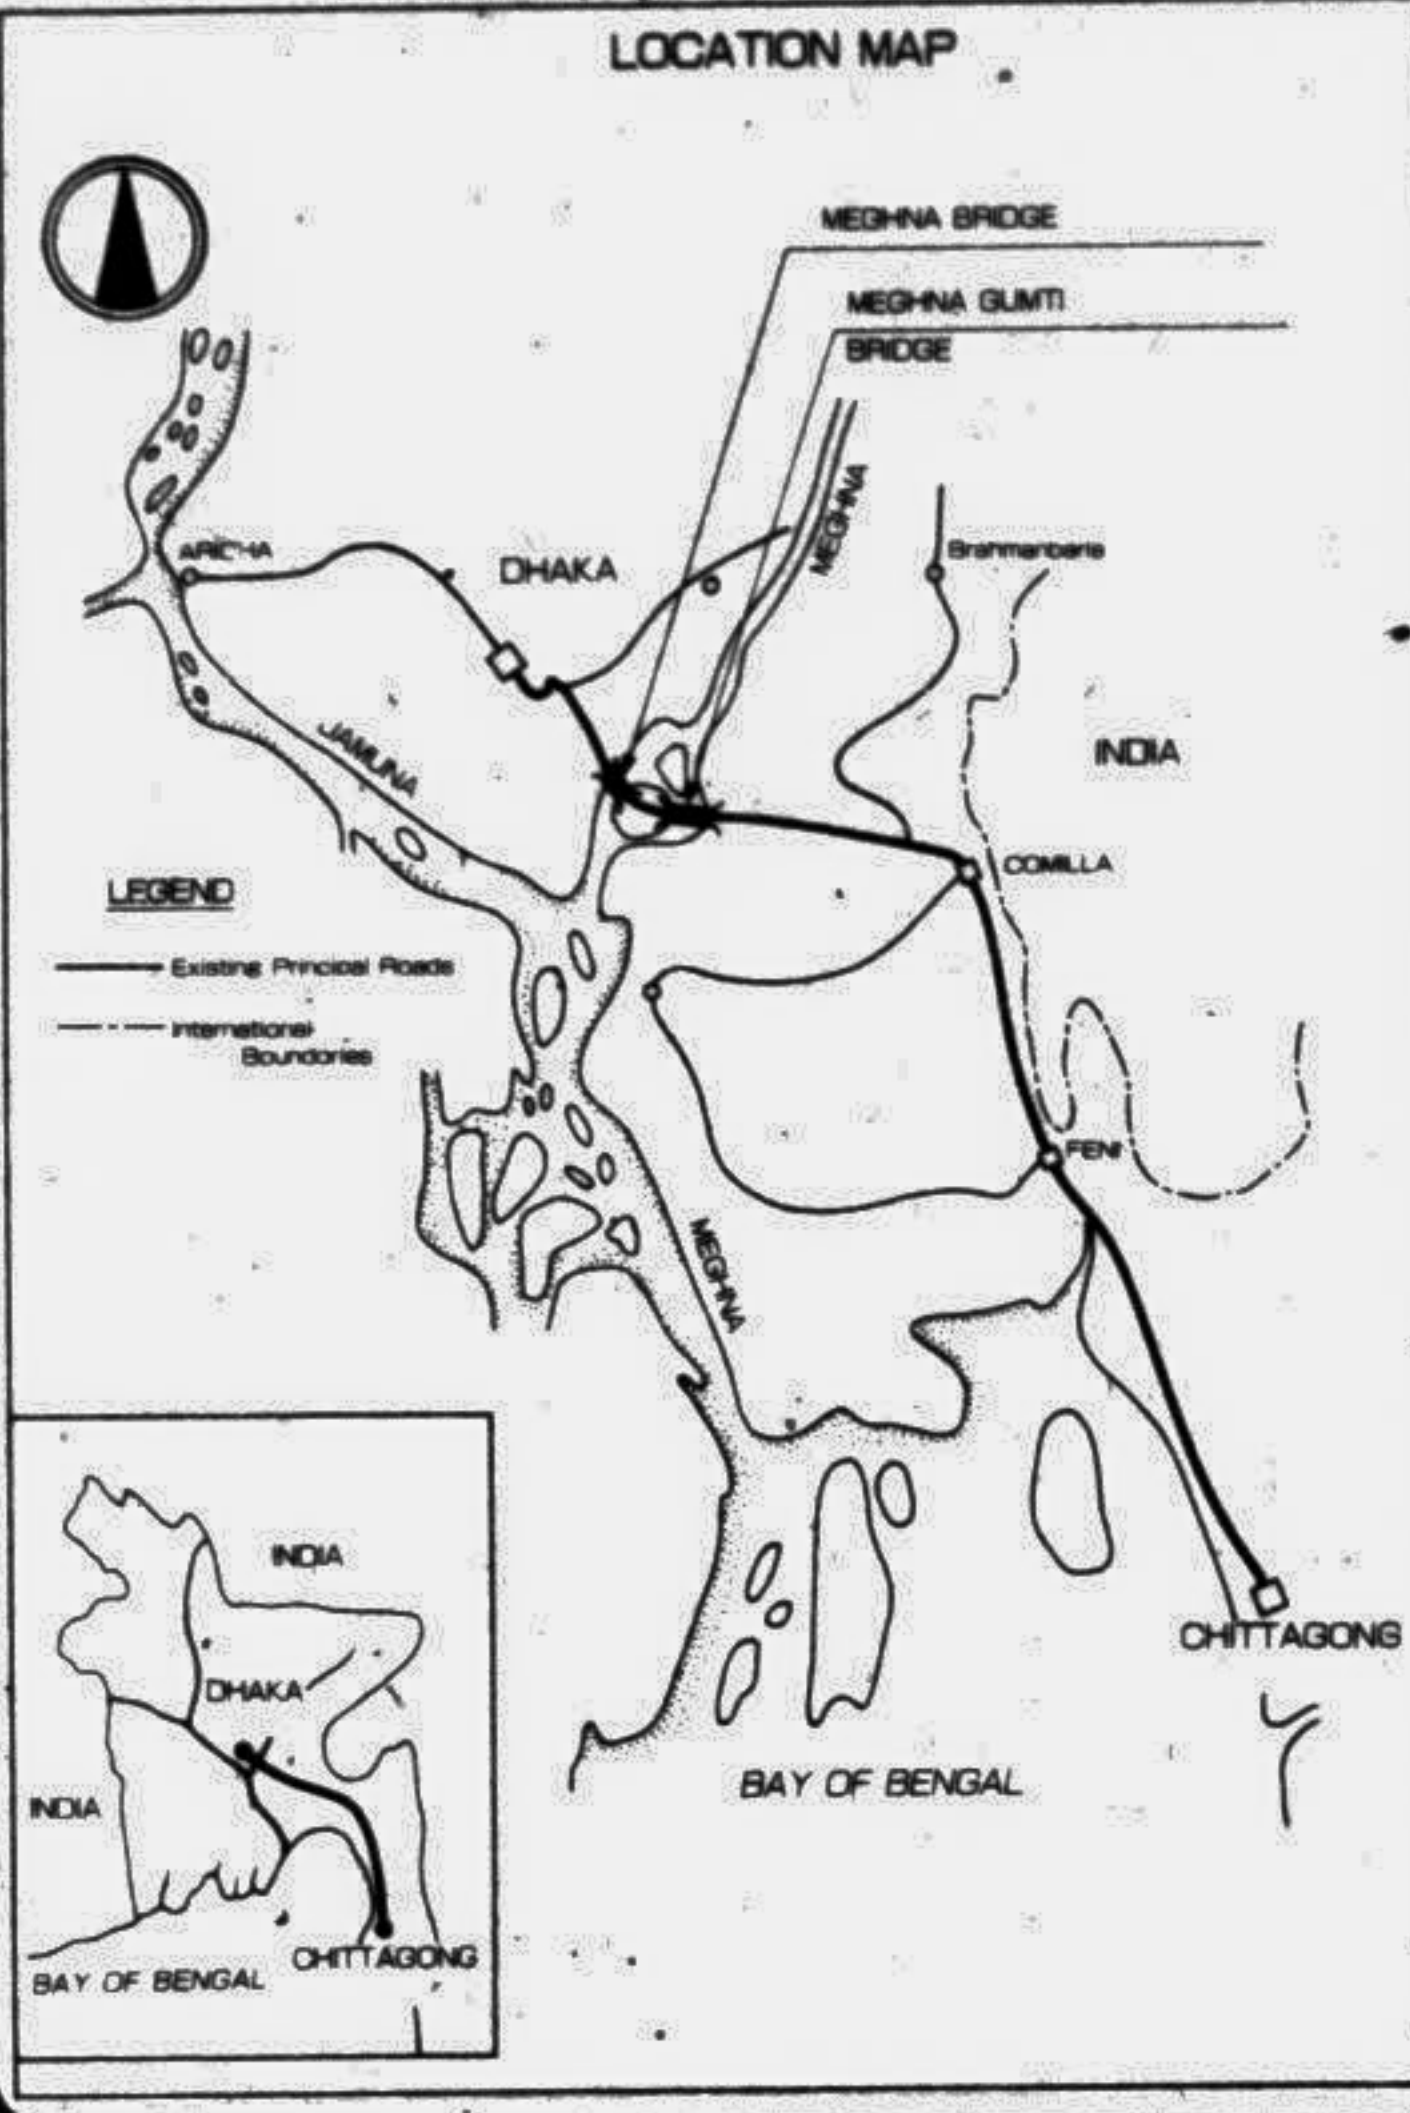 LOCATION MAP
MEGHNA BRIDGE
MEGHNA GUMTI
BRIDGE
MEGHNA
ARICHA
DHAKA
Brahmanbaria
INDIA
JAMUNA
COMILLA
LEGEND
Existing Principal Roads
International
Boundories
FENI
MEGHNA
CHITTAGONG
BAY OF BENGAL
INDIA
DHAKA
INDIA
CHITTAGONG
BAY OF BENGAL